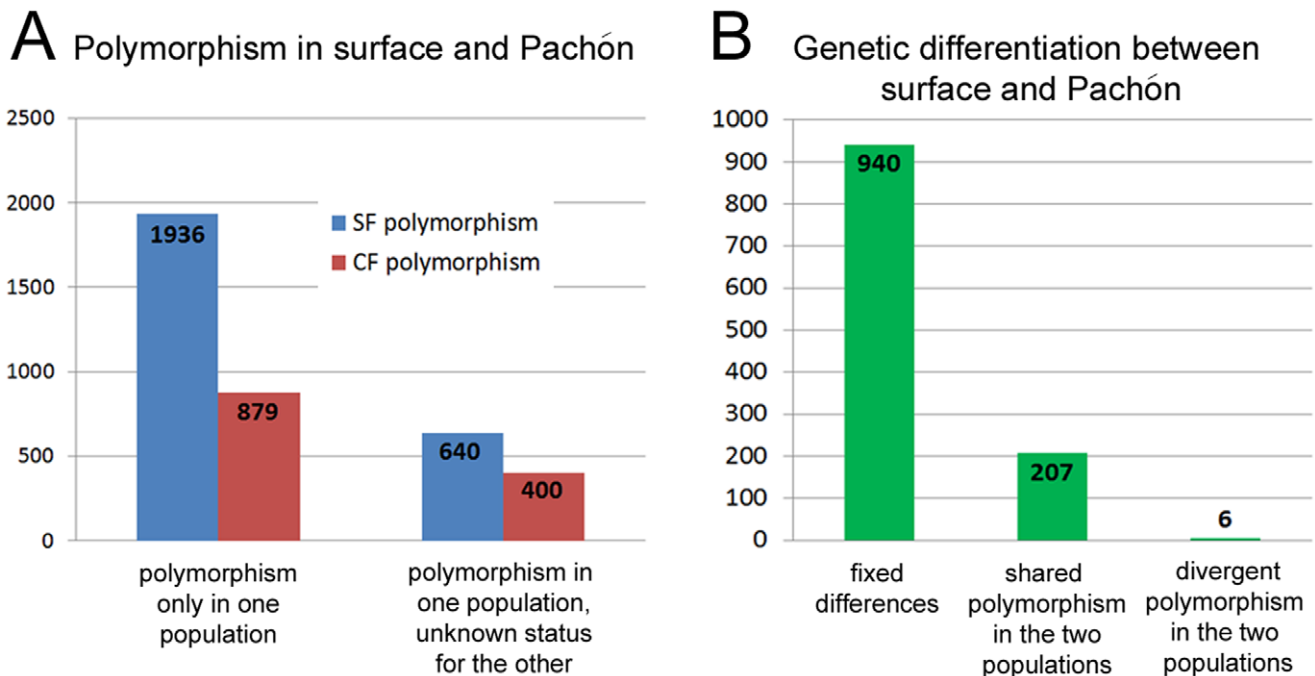 A Polymorphism in surface and Pachón
2500
2000
1500
1000
500
0
1936
879
640
400
SF polymorphism
CF polymorphism
polymorphism
only in one
population
polymorphism in
one population,
unknown status
for the other
B Genetic differentiation between
surface and Pachón
1000
900
800
700
600
500
400
300
200
100
0
940
207
6
fixed
differences
shared
polymorphism
in the two
populations
divergent
polymorphism
in the two
populations